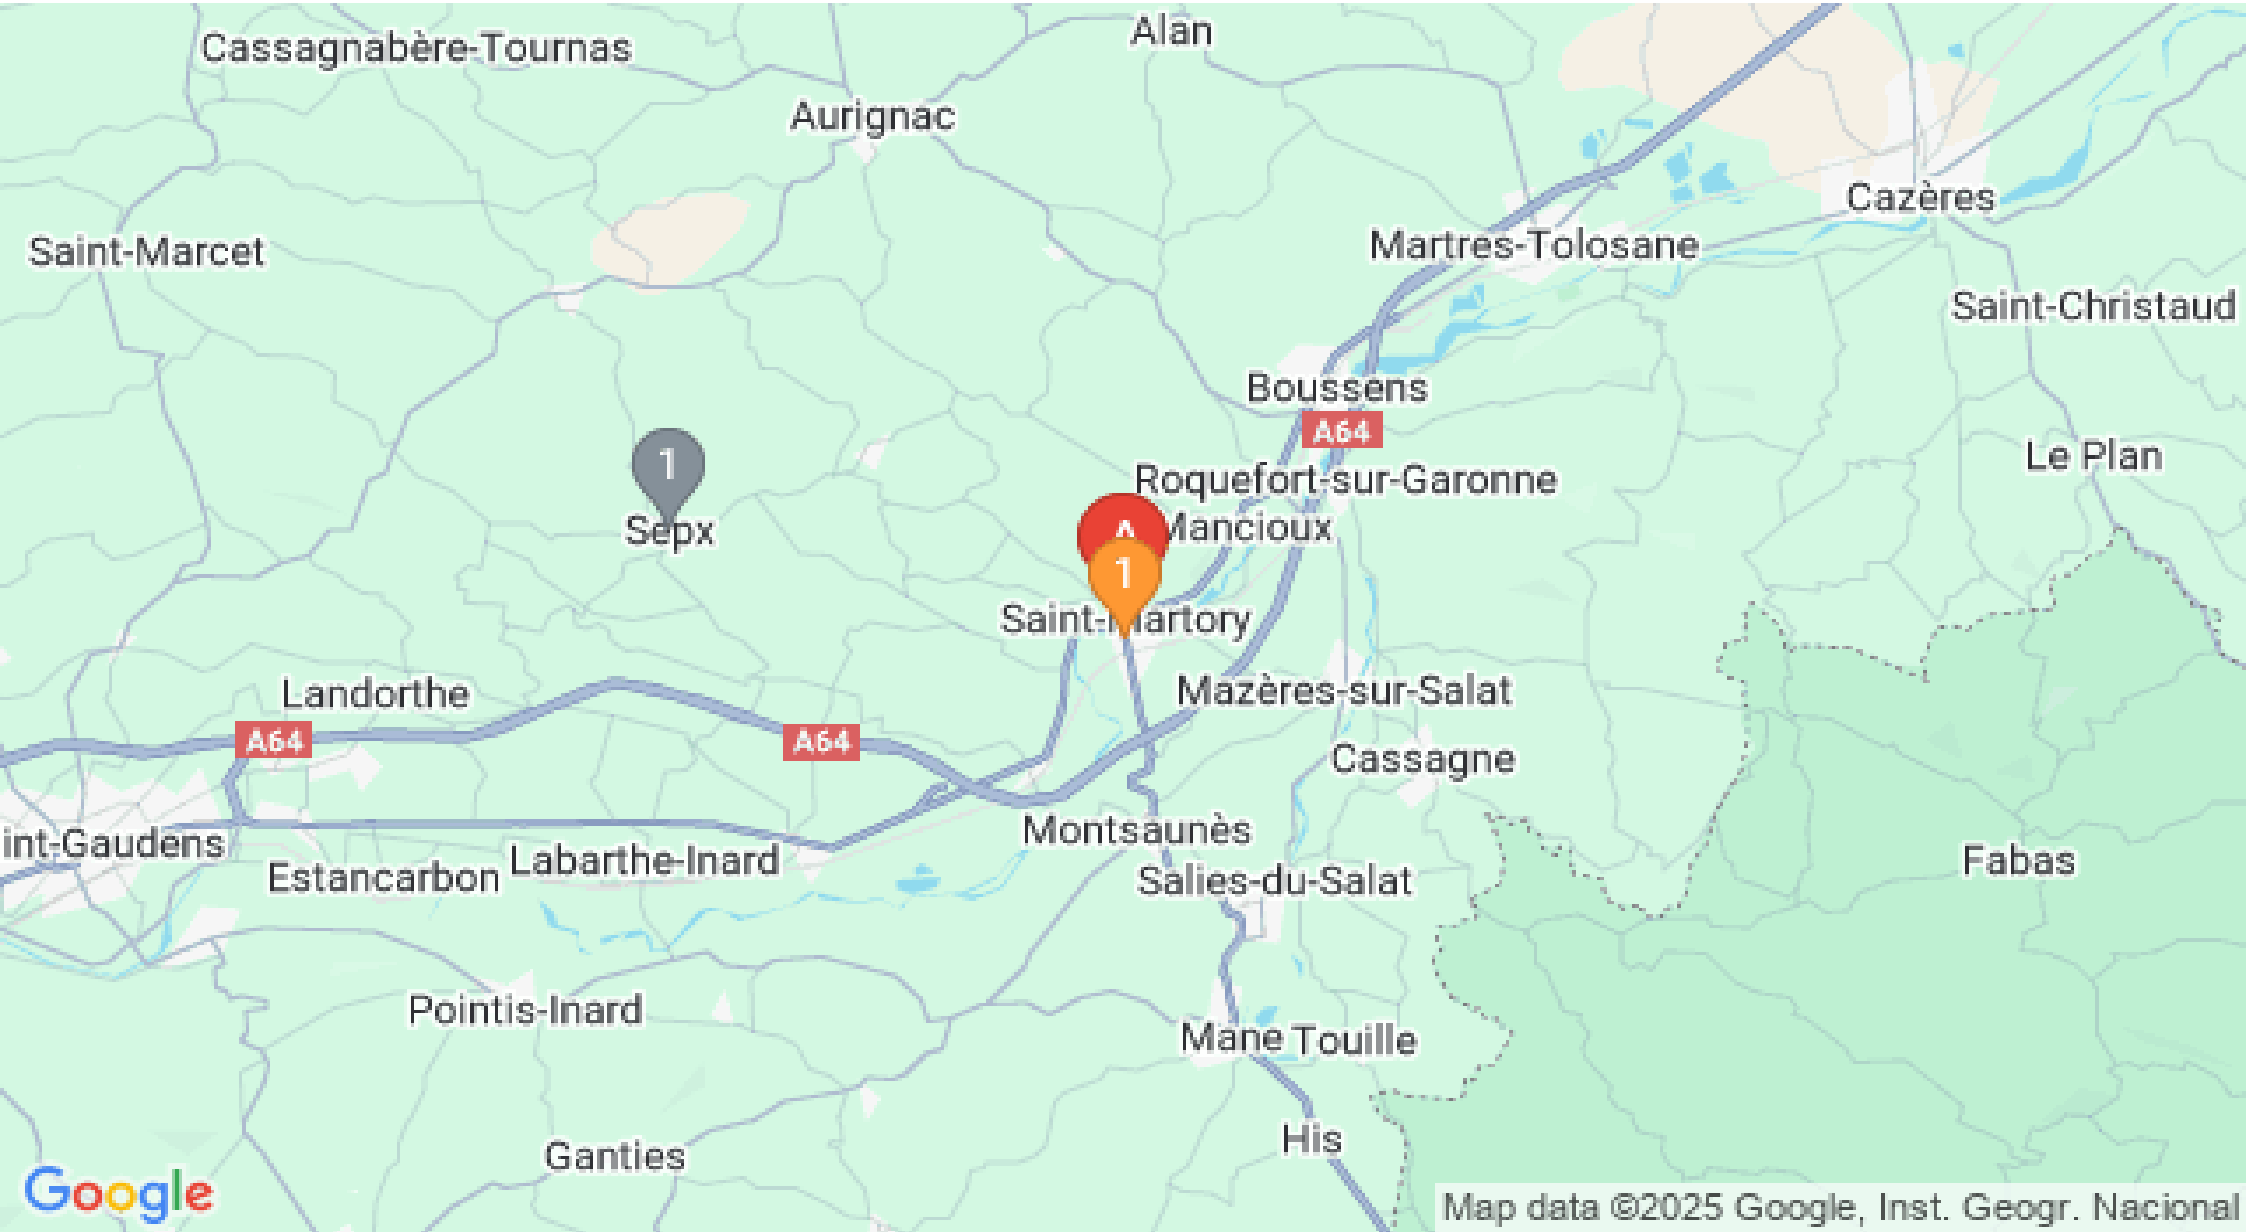 Alan
Cassagnabère-Tournas
Aurignac
Cazères
Martres-Tolosane
Saint-Marcet
Saint-Christaud
Boussens
A64
Le Plan
1
Roquefort-sur-Garonne
Sepx
A
Mancioux
1
Saint-Martory
Landorthe
Mazères-sur-Salat
A64
A64
Cassagne
Montsaunès
int-Gaudens
Labarthe-Inard
Fabas
Estancarbon
Salies-du-Salat
Pointis-Inard
Mane
Touille
His
Ganties
Google
Map data ©2025 Google, Inst. Geogr. Nacional